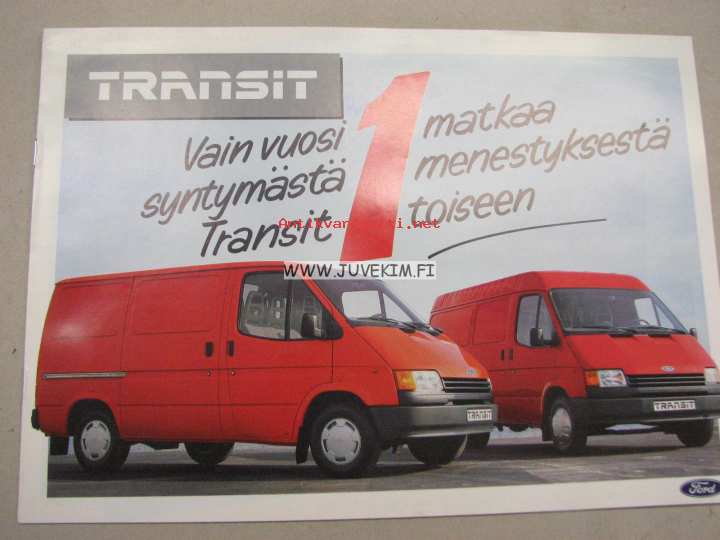 TRANSIT
Vain vuosi
syntymästä
Transit
1
matkaa
menestyksestä
toiseen
WWW.JUVEKIM.FI
TRANSIT
TRANSIT
Ford